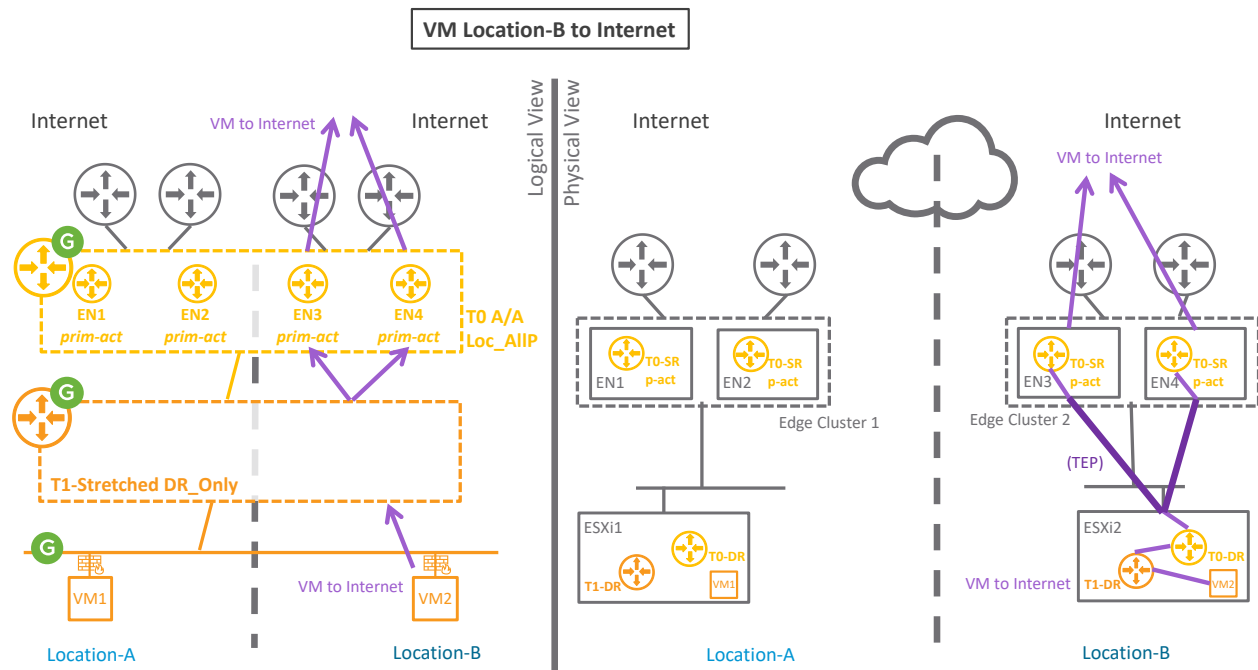 VM Location-B to Internet
Logical View
Physical View
Internet
VM to Internet
Internet
G
EN1
prim-act
EN2
prim-act
EN3
prim-act
EN4
prim-act
T0 A/A
Loc_AllP
G
T1-Stretched DR_Only
G
VM to Internet
VM1
VM2
Location-A
Location-B
Internet
Internet
VM to Internet
T0-SR
p-act
EN1
T0-SR
p-act
EN2
Edge Cluster 1
T0-SR
p-act
EN3
T0-SR
p-act
EN4
Edge Cluster 2
(TEP)
ESXi1
T0-DR
T1-DR
VM1
ESXi2
T0-DR
T1-DR
VM2
VM to Internet
Location-A
Location-B